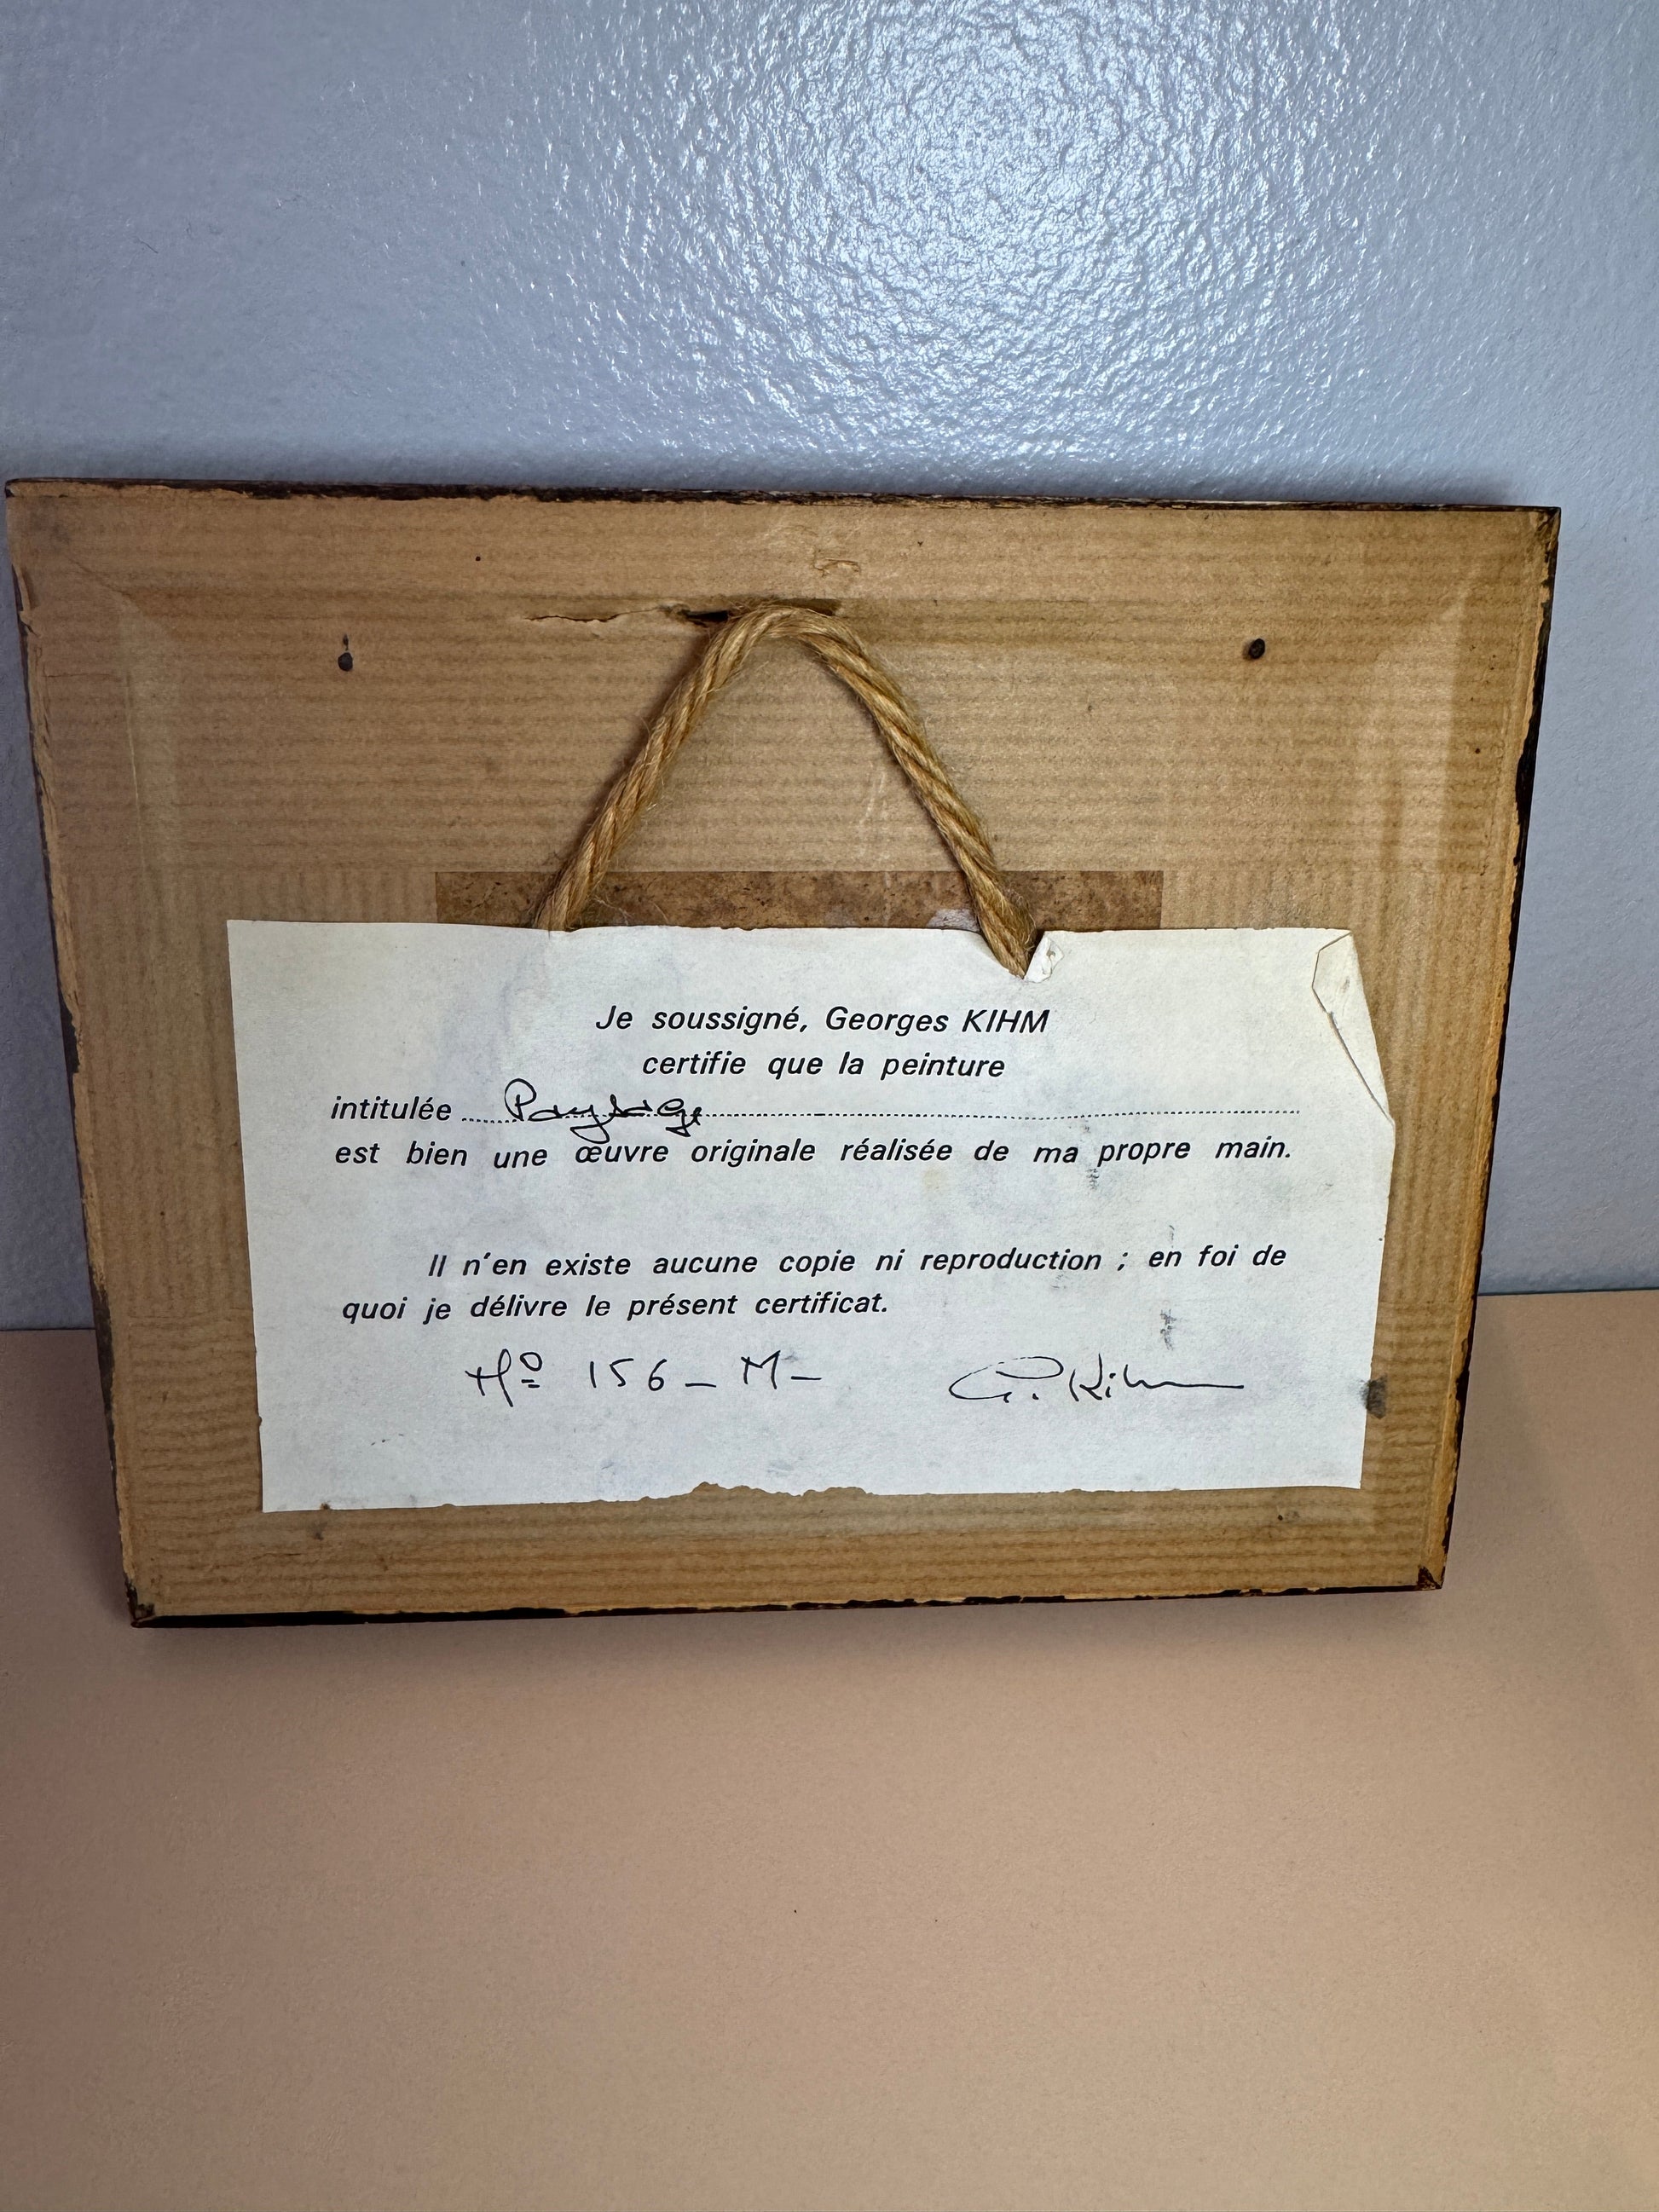 Je soussigné, Georges KIHM
certifie que la peinture
intitulée Paysage
est bien une œuvre originale réalisée de ma propre main.
Il n'en existe aucune copie ni reproduction ; en foi de
quoi je délivre le présent certificat.
Nº 156 - M - G. Kihm